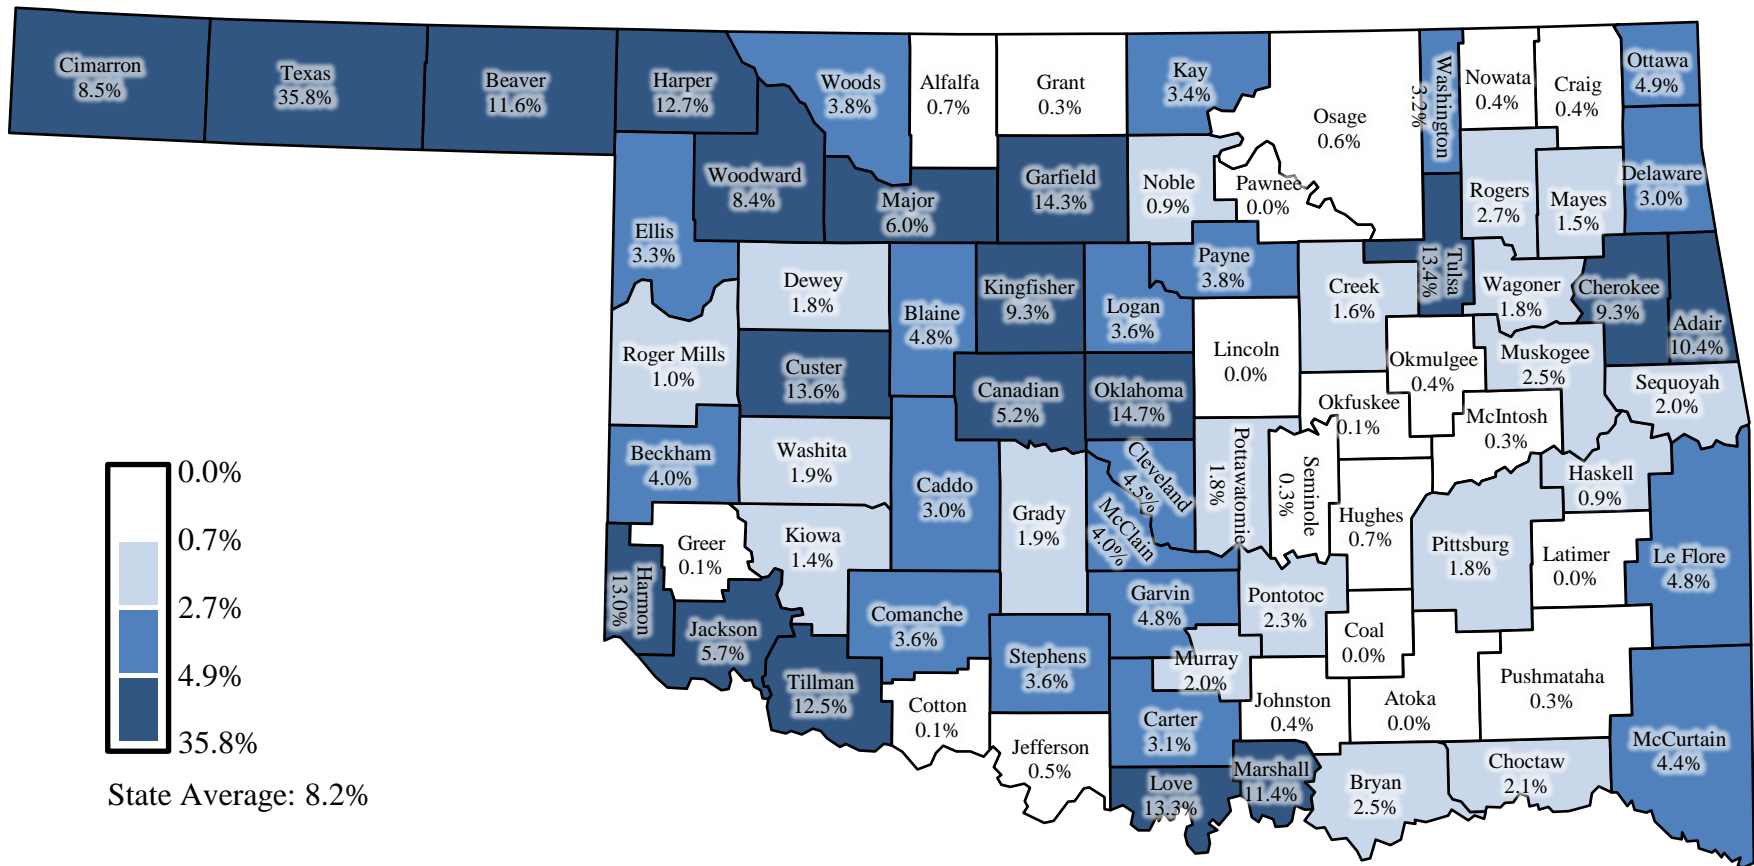 Cimarron
8.5%
Texas
35.8%
Beaver
11.6%
Harper
12.7%
Woods
3.8%
Alfalfa
0.7%
Grant
0.3%
Kay
3.4%
Osage
0.6%
Washington
3.2%
Nowata
0.4%
Craig
0.4%
Ottawa
4.9%
Woodward
8.4%
Major
6.0%
Garfield
14.3%
Noble
0.9%
Pawnee
0.0%
Rogers
2.7%
Mayes
1.5%
Delaware
3.0%
Ellis
3.3%
Dewey
1.8%
Blaine
4.8%
Kingfisher
9.3%
Logan
3.6%
Payne
3.8%
Creek
1.6%
Tulsa
13.4%
Wagoner
1.8%
Cherokee
9.3%
Adair
10.4%
Roger Mills
1.0%
Custer
13.6%
Canadian
5.2%
Oklahoma
14.7%
Lincoln
0.0%
Okmulgee
0.4%
Muskogee
2.5%
Sequoyah
2.0%
Okfuskee
0.1%
McIntosh
0.3%
Beckham
4.0%
Washita
1.9%
Caddo
3.0%
Grady
1.9%
Cleveland
4.5%
McClain
4.0%
Pottawatomie
1.8%
Seminole
0.3%
Hughes
0.7%
Haskell
0.9%
Pittsburg
1.8%
Latimer
0.0%
Le Flore
4.8%
Greer
0.1%
Kiowa
1.4%
Harmon
13.0%
Jackson
5.7%
Tillman
12.5%
Comanche
3.6%
Cotton
0.1%
Stephens
3.6%
Jefferson
0.5%
Garvin
4.8%
Murray
2.0%
Carter
3.1%
Love
13.3%
Pontotoc
2.3%
Coal
0.0%
Johnston
0.4%
Atoka
0.0%
Pushmataha
0.3%
Marshall
11.4%
Bryan
2.5%
Choctaw
2.1%
McCurtain
4.4%
0.0%
0.7%
2.7%
4.9%
35.8%
State Average: 8.2%